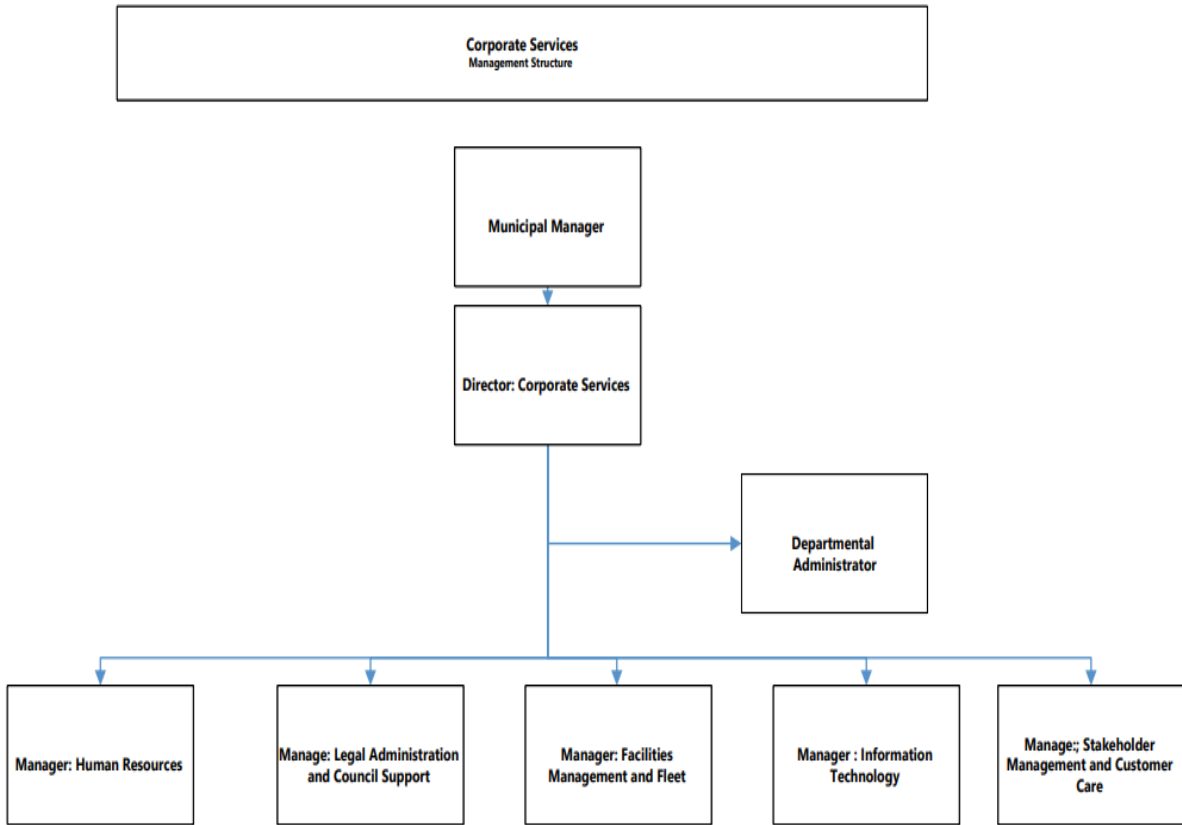 Corporate Services
Management Structure
Municipal Manager
Director: Corporate Services
Departmental
Administrator
Manager: Human Resources
Manage: Legal Administration
and Council Support
Manager: Facilities
Management and Fleet
Manager : Information
Technology
Manage:; Stakeholder
Management and Customer
Care